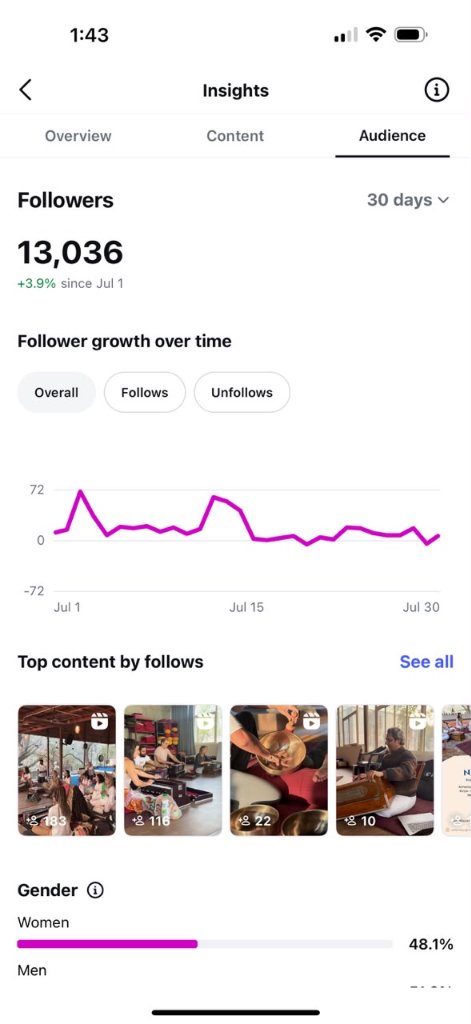 1:43
Insights
Overview Content Audience
Followers 30 days
13,036
+3.9% since Jul 1
Follower growth over time
Overall Follows Unfollows
72
0
-72
Jul 1 Jul 15 Jul 30
Top content by follows See all
183 116 22 10
Gender
Women
48.1%
Men